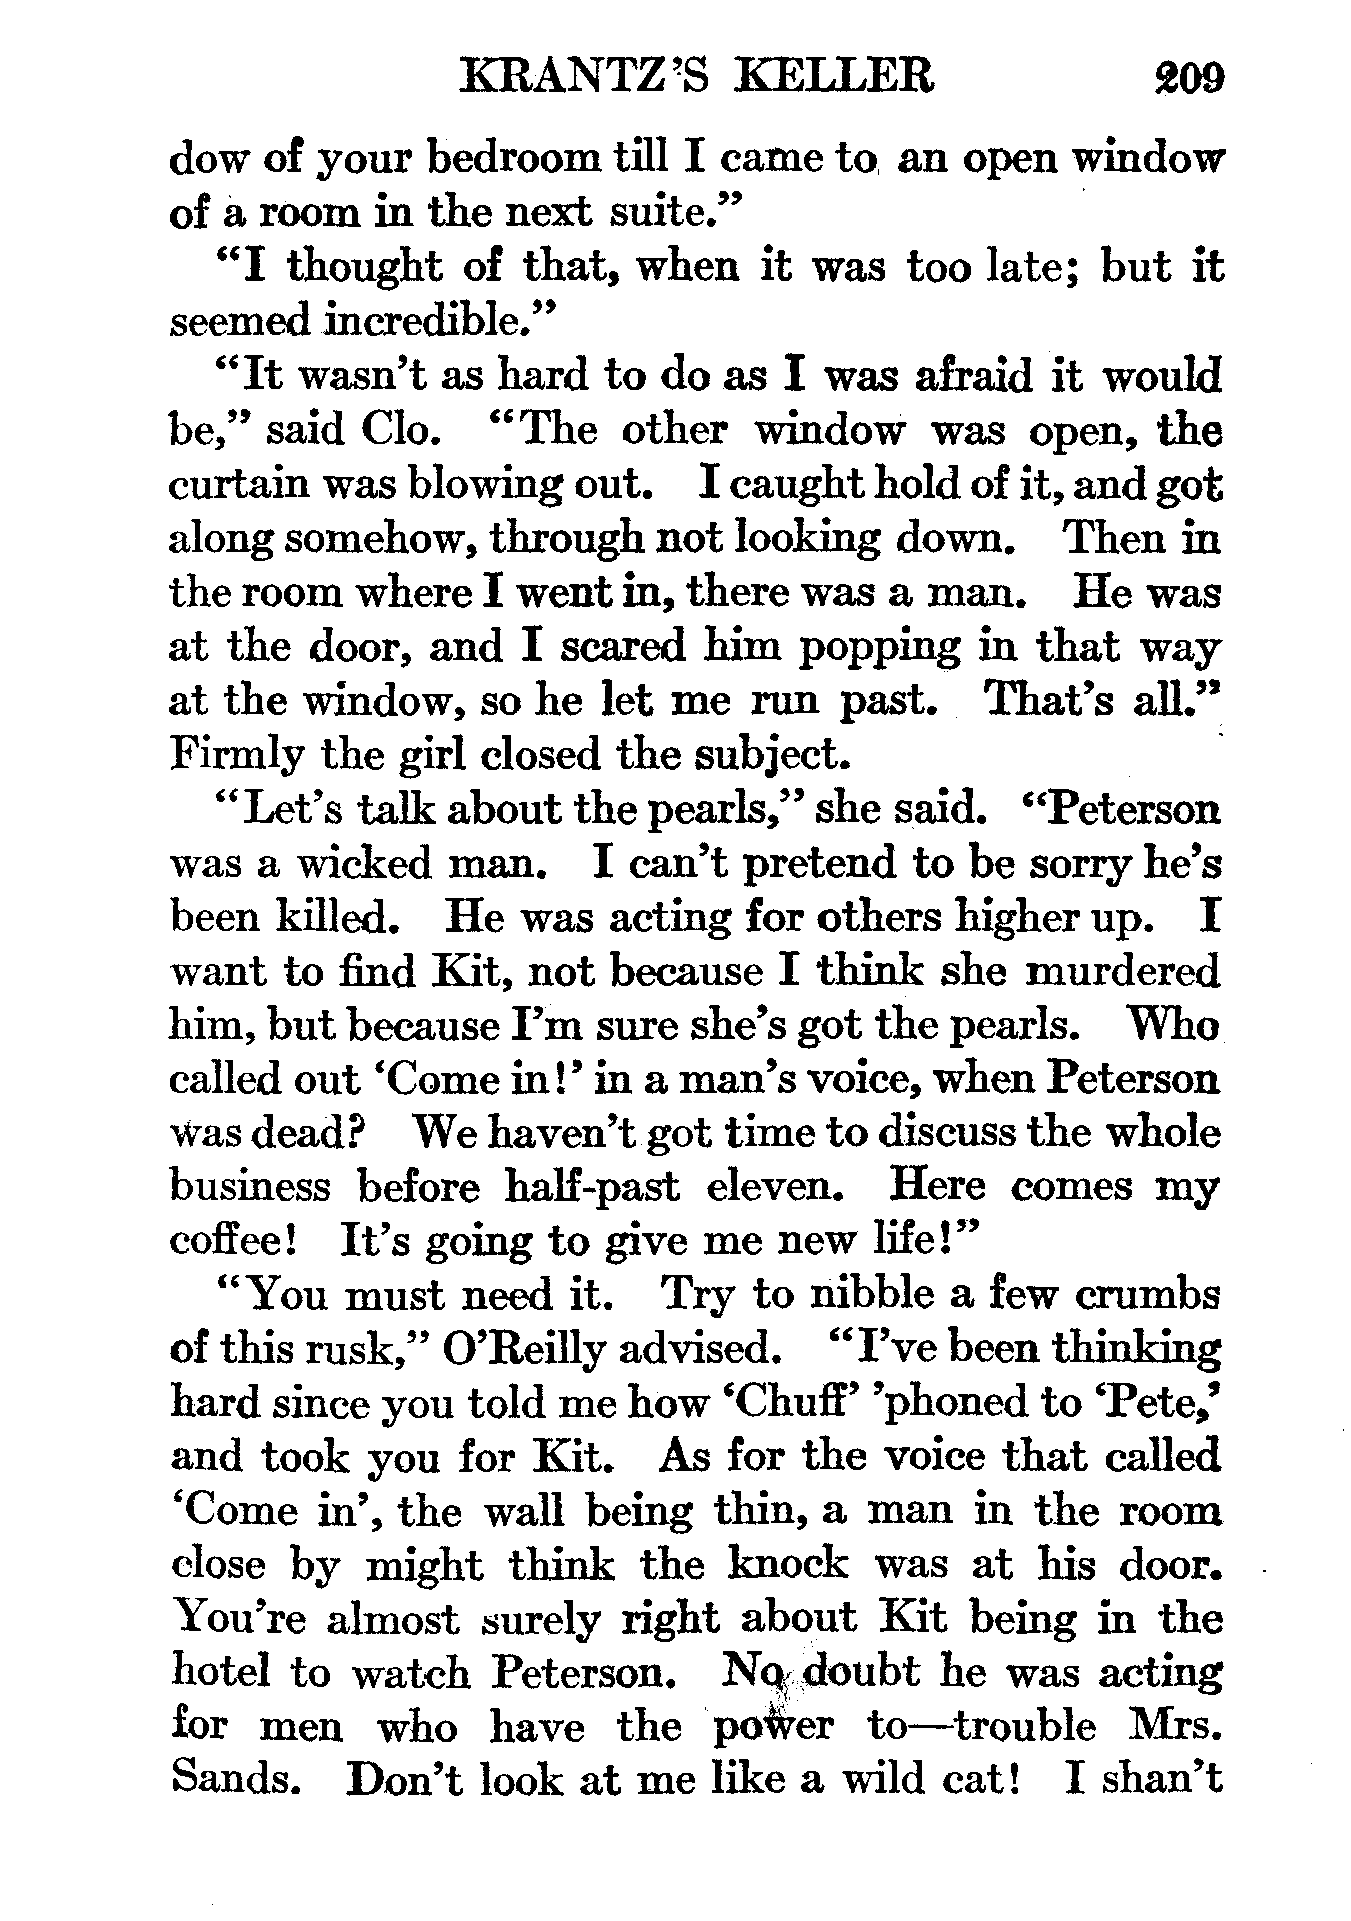 KRANTZ'S KELLER 209
dow of your bedroom till I came to an open window
of a room in the next suite."
"I thought of that, when it was too late; but it
seemed incredible."
"It wasn't as hard to do as I was afraid it would
be," said Clo. "The other window was open, the
curtain was blowing out. I caught hold of it, and got
along somehow, through not looking down. Then in
the room where I went in, there was a man. He was
at the door, and I scared him popping in that way
at the window, so he let me run past. That's all."
Firmly the girl closed the subject.
"Let's talk about the pearls," she said. "Peterson
was a wicked man. I can't pretend to be sorry he's
been killed. He was acting for others higher up. I
want to find Kit, not because I think she murdered
him, but because I'm sure she's got the pearls. Who
called out 'Come in!' in a man's voice, when Peterson
was dead? We haven't got time to discuss the whole
business before half-past eleven. Here comes my
coffee! It's going to give me new life!"
"You must need it. Try to nibble a few crumbs
of this rusk," O'Reilly advised. "I've been thinking
hard since you told me how 'Chuff' 'phoned to 'Pete,'
and took you for Kit. As for the voice that called
'Come in', the wall being thin, a man in the room
close by might think the knock was at his door.
You're almost surely right about Kit being in the
hotel to watch Peterson. No doubt he was acting
for men who have the power to—trouble Mrs.
Sands. Don't look at me like a wild cat! I shan't